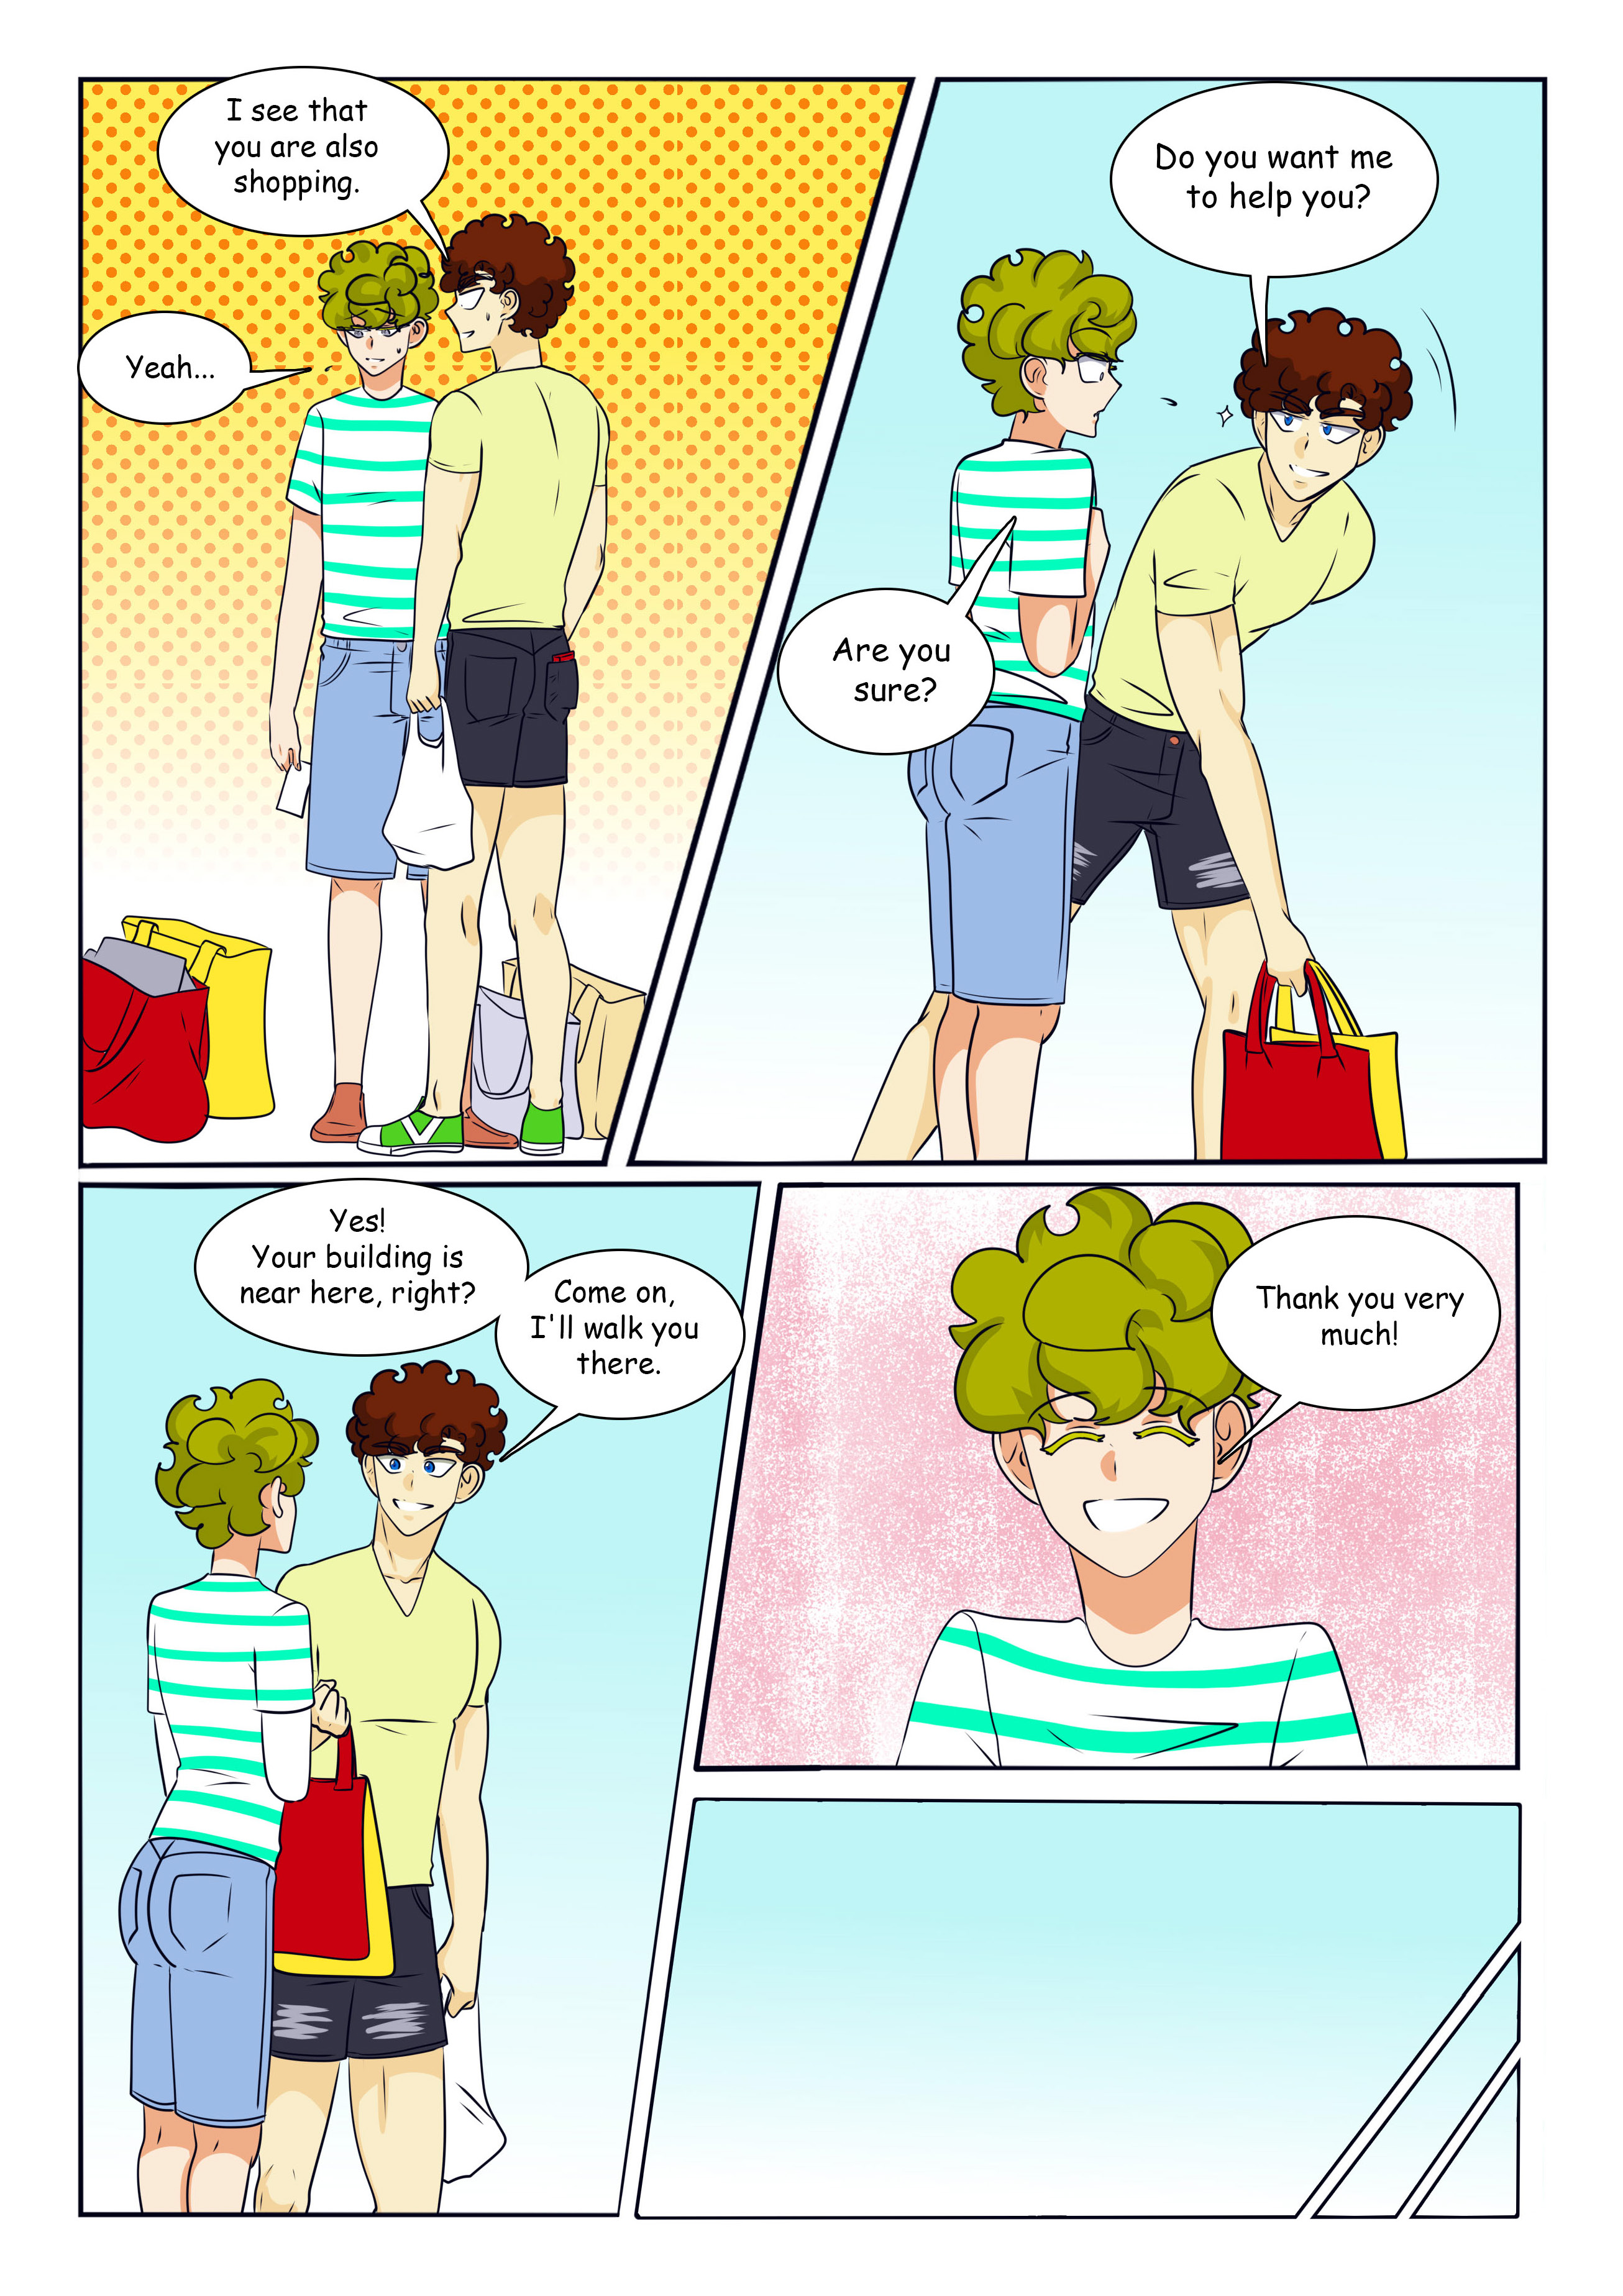 I see that
you are also
shopping.
Yeah...
Do you want me
to help you?
Are you
sure?
Yes!
Your building is
near here, right?
Come on,
I'll walk you
there.
Thank you very
much!